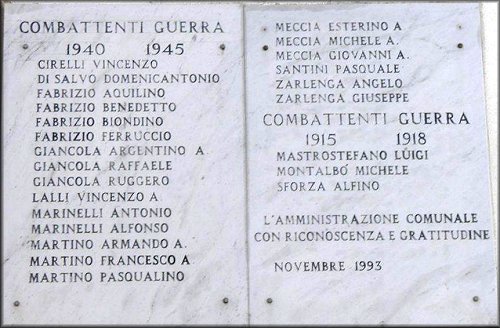 COMBATTENTI GUERRA
1940 1945
CIRELLI VINCENZO
DI SALVO DOMENICANTONIO
FABRIZIO AQUILINO
FABRIZIO BENEDETTO
FABRIZIO BIONDINO
FABRIZIO FERRUCCIO
GIANCOLA ARGENTINO A.
GIANCOLA RAFFAELE
GIANCOLA RUGGERO
LALLI VINCENZO A.
MARINELLI ANTONIO
MARINELLI ALFONSO
MARTINO ARMANDO A.
MARTINO FRANCESCO A
MARTINO PASQUALINO
MECCIA ESTERINO A
MECCIA MICHELE A.
MECCIA GIOVANNI A.
SANTINI PASQUALE
ZARLENGA ANGELO
ZARLENGA GIUSEPPE
COMBATTENTI GUERRA
1915 1918
MASTROSTEFANO LUIGI
MONTALBÓ MICHELE
SFORZA ALFINO
L'AMMINISTRAZIONE COMUNALE
CON RICONOSCENZA E GRATITUDINE
NOVEMBRE 1993